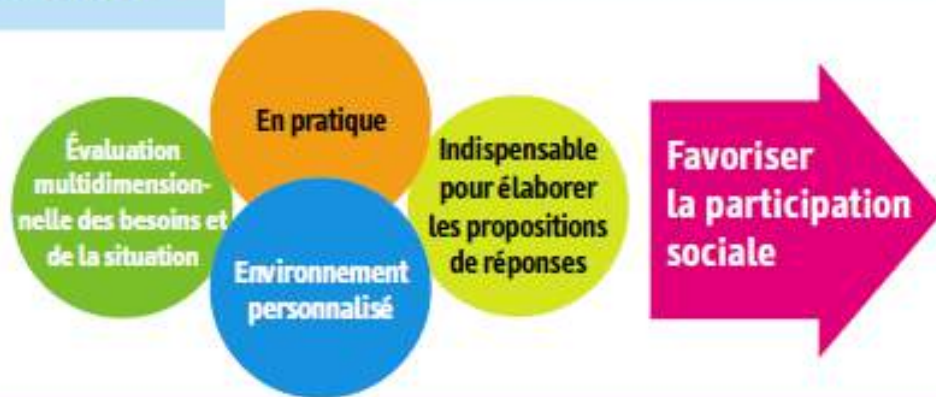 En pratique
Évaluation
multidimension-
nelle des besoins et
de la situation
Environnement
personnalisé
Indispensable
pour élaborer
les propositions
de réponses
Favoriser
la participation
sociale